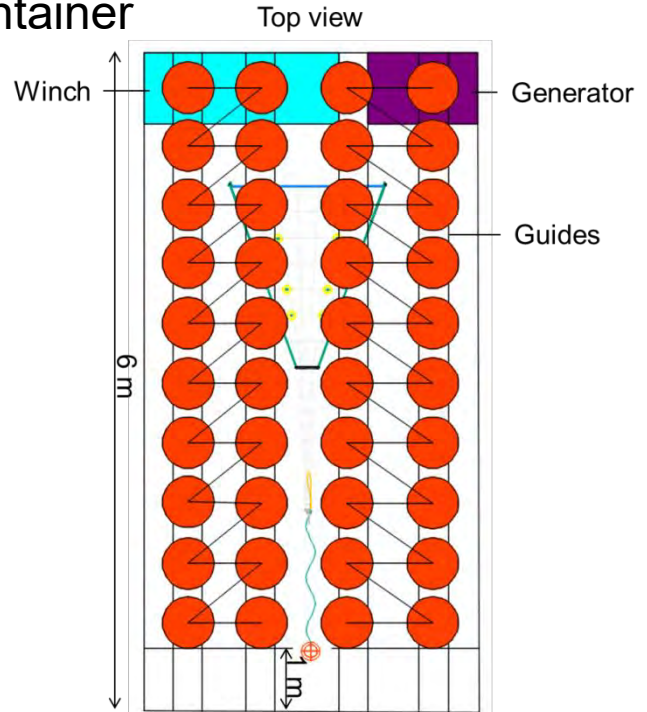 ntainer
Top view
Winch
Generator
Guides
6 m
1 m